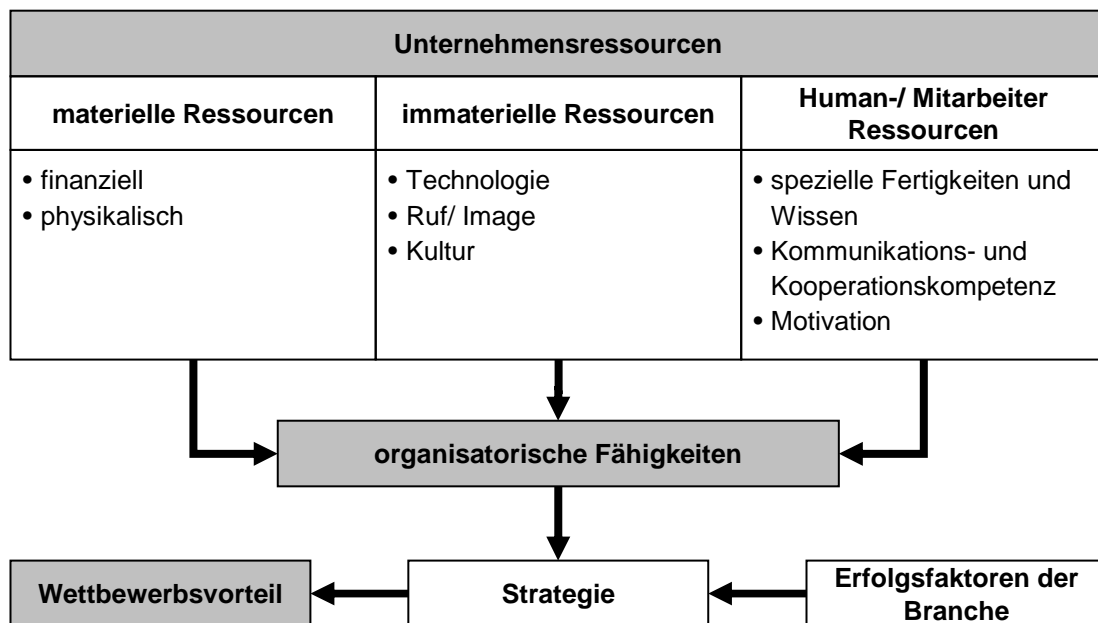 Unternehmensressourcen
materielle Ressourcen
immaterielle Ressourcen
Human-/ Mitarbeiter
Ressourcen
• finanziell
• physikalisch
• Technologie
• Ruf/ Image
• Kultur
• spezielle Fertigkeiten und
Wissen
• Kommunikations- und
Kooperationskompetenz
• Motivation
organisatorische Fähigkeiten
Wettbewerbsvorteil
Strategie
Erfolgsfaktoren der
Branche